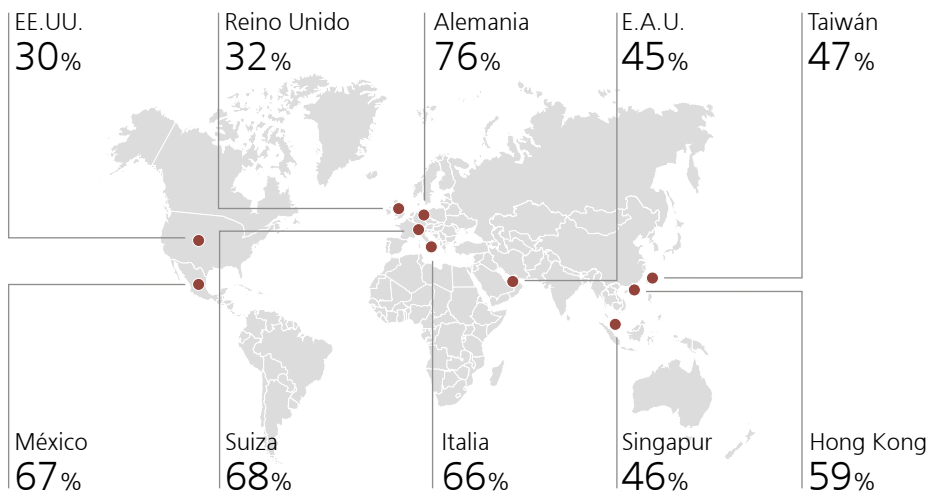 EE.UU.
30%
Reino Unido
32%
Alemania
76%
E.A.U.
45%
Taiwán
47%
México
67%
Suiza
68%
Italia
66%
Singapur
46%
Hong Kong
59%